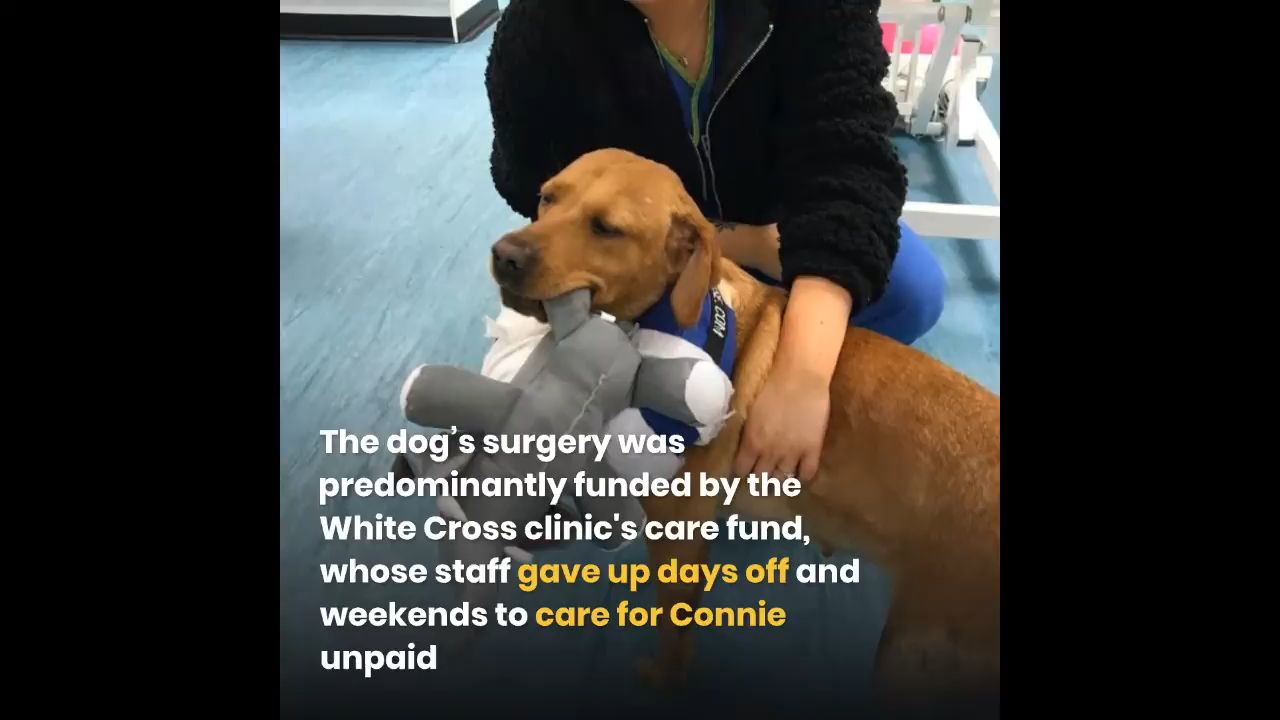 The dog’s surgery was
predominantly funded by the
White Cross clinic's care fund,
whose staff gave up days off and
weekends to care for Connie
unpaid
.COM